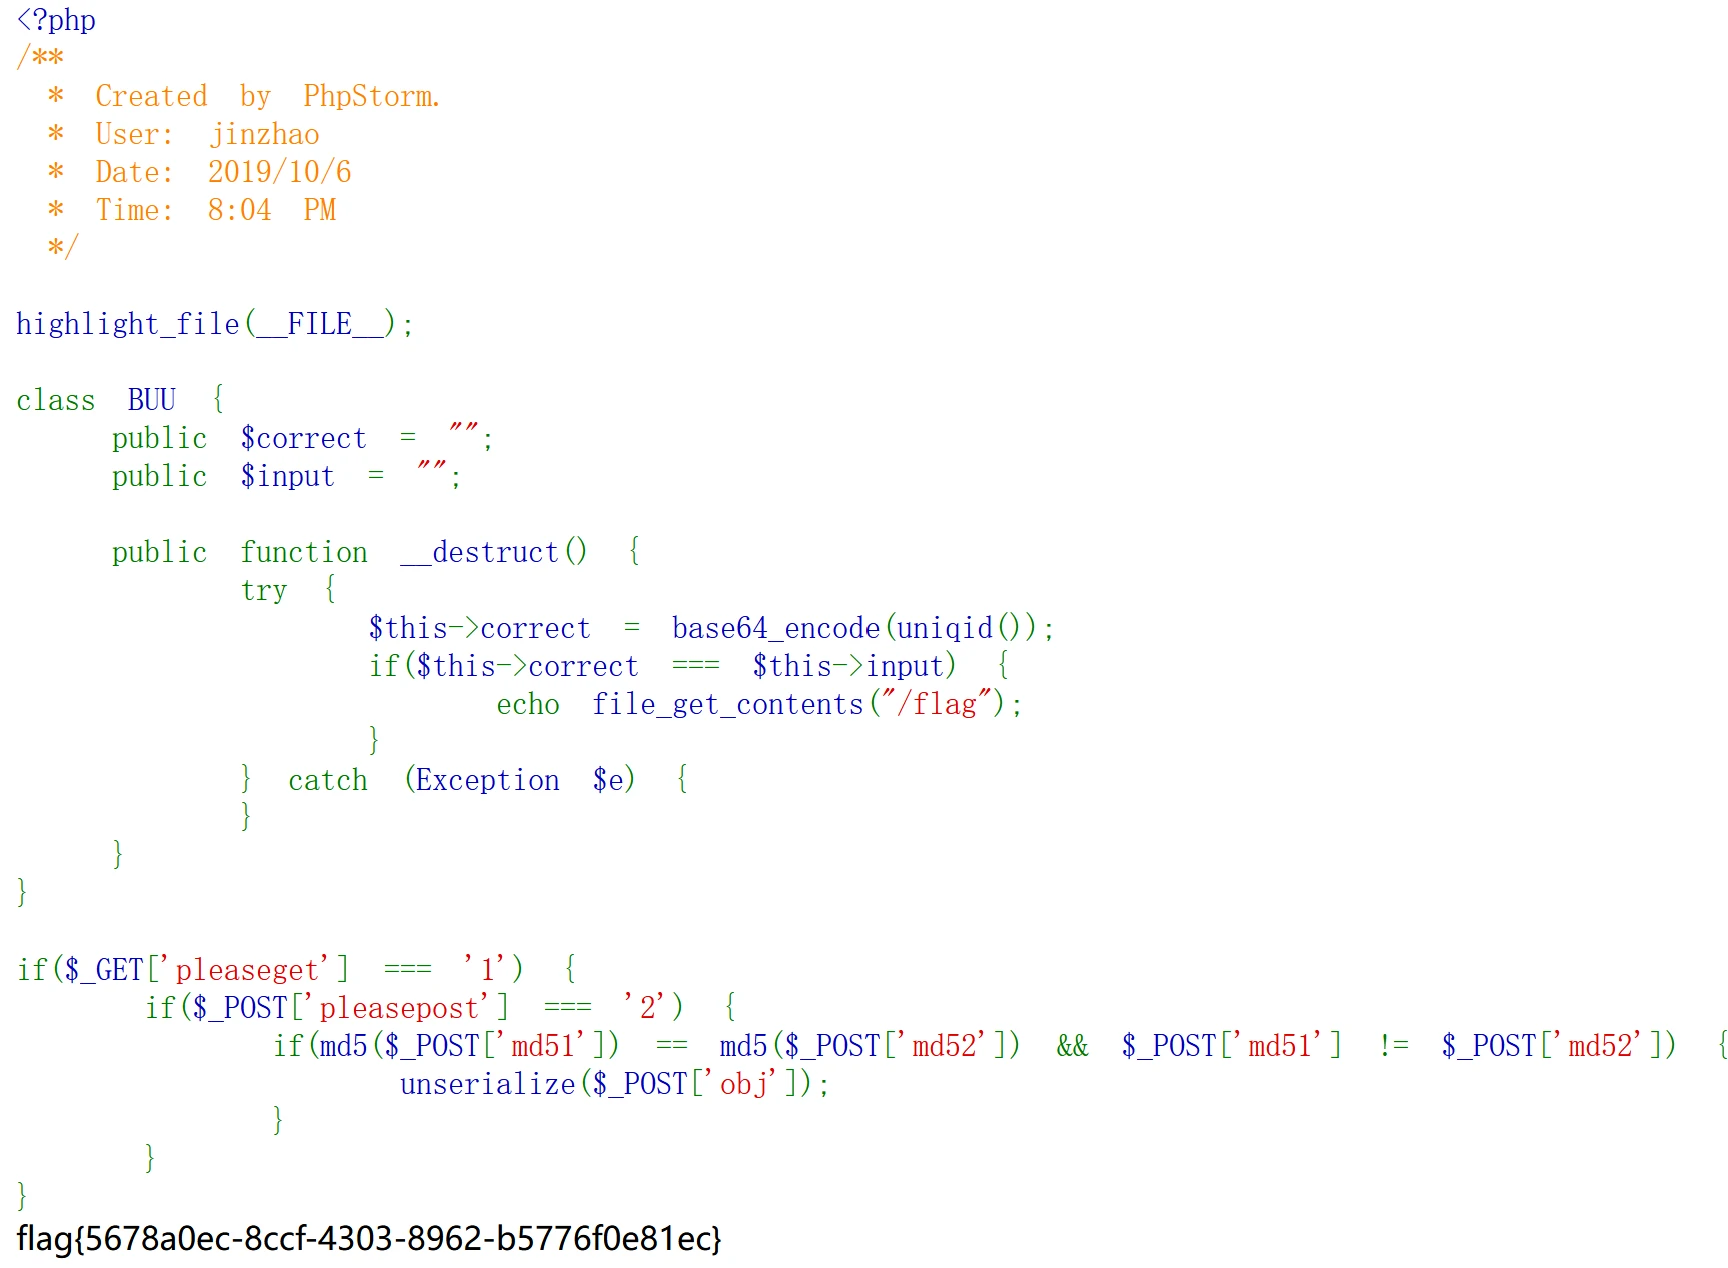 <?php
/**
 * Created by PhpStorm.
 * User: jinzhao
 * Date: 2019/10/6
 * Time: 8:04 PM
 */

highlight_file(__FILE__);

class BUU {
   public $correct = "";
   public $input = "";

   public function __destruct() {
       try {
           $this->correct = base64_encode(uniqid());
           if($this->correct === $this->input) {
               echo file_get_contents("/flag");
           }
       } catch (Exception $e) {
       }
   }
}

if($_GET['pleaseget'] === '1') {
    if($_POST['pleasepost'] === '2') {
        if(md5($_POST['md51']) == md5($_POST['md52']) && $_POST['md51'] != $_POST['md52']) {
            unserialize($_POST['obj']);
        }
    }
}
flag{5678a0ec-8ccf-4303-8962-b5776f0e81ec}